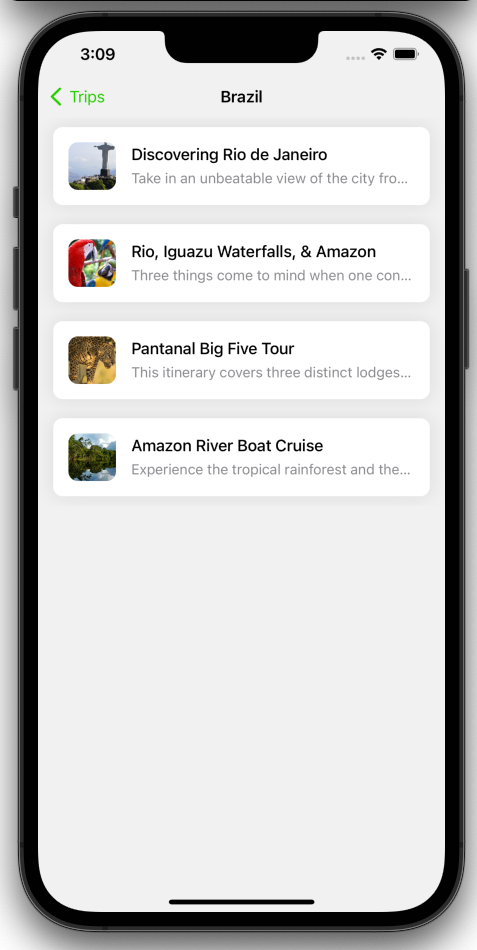 3:09
Trips
Brazil
Discovering Rio de Janeiro
Take in an unbeatable view of the city fro...
Rio, Iguazu Waterfalls, & Amazon
Three things come to mind when one con...
Pantanal Big Five Tour
This itinerary covers three distinct lodges...
Amazon River Boat Cruise
Experience the tropical rainforest and the...